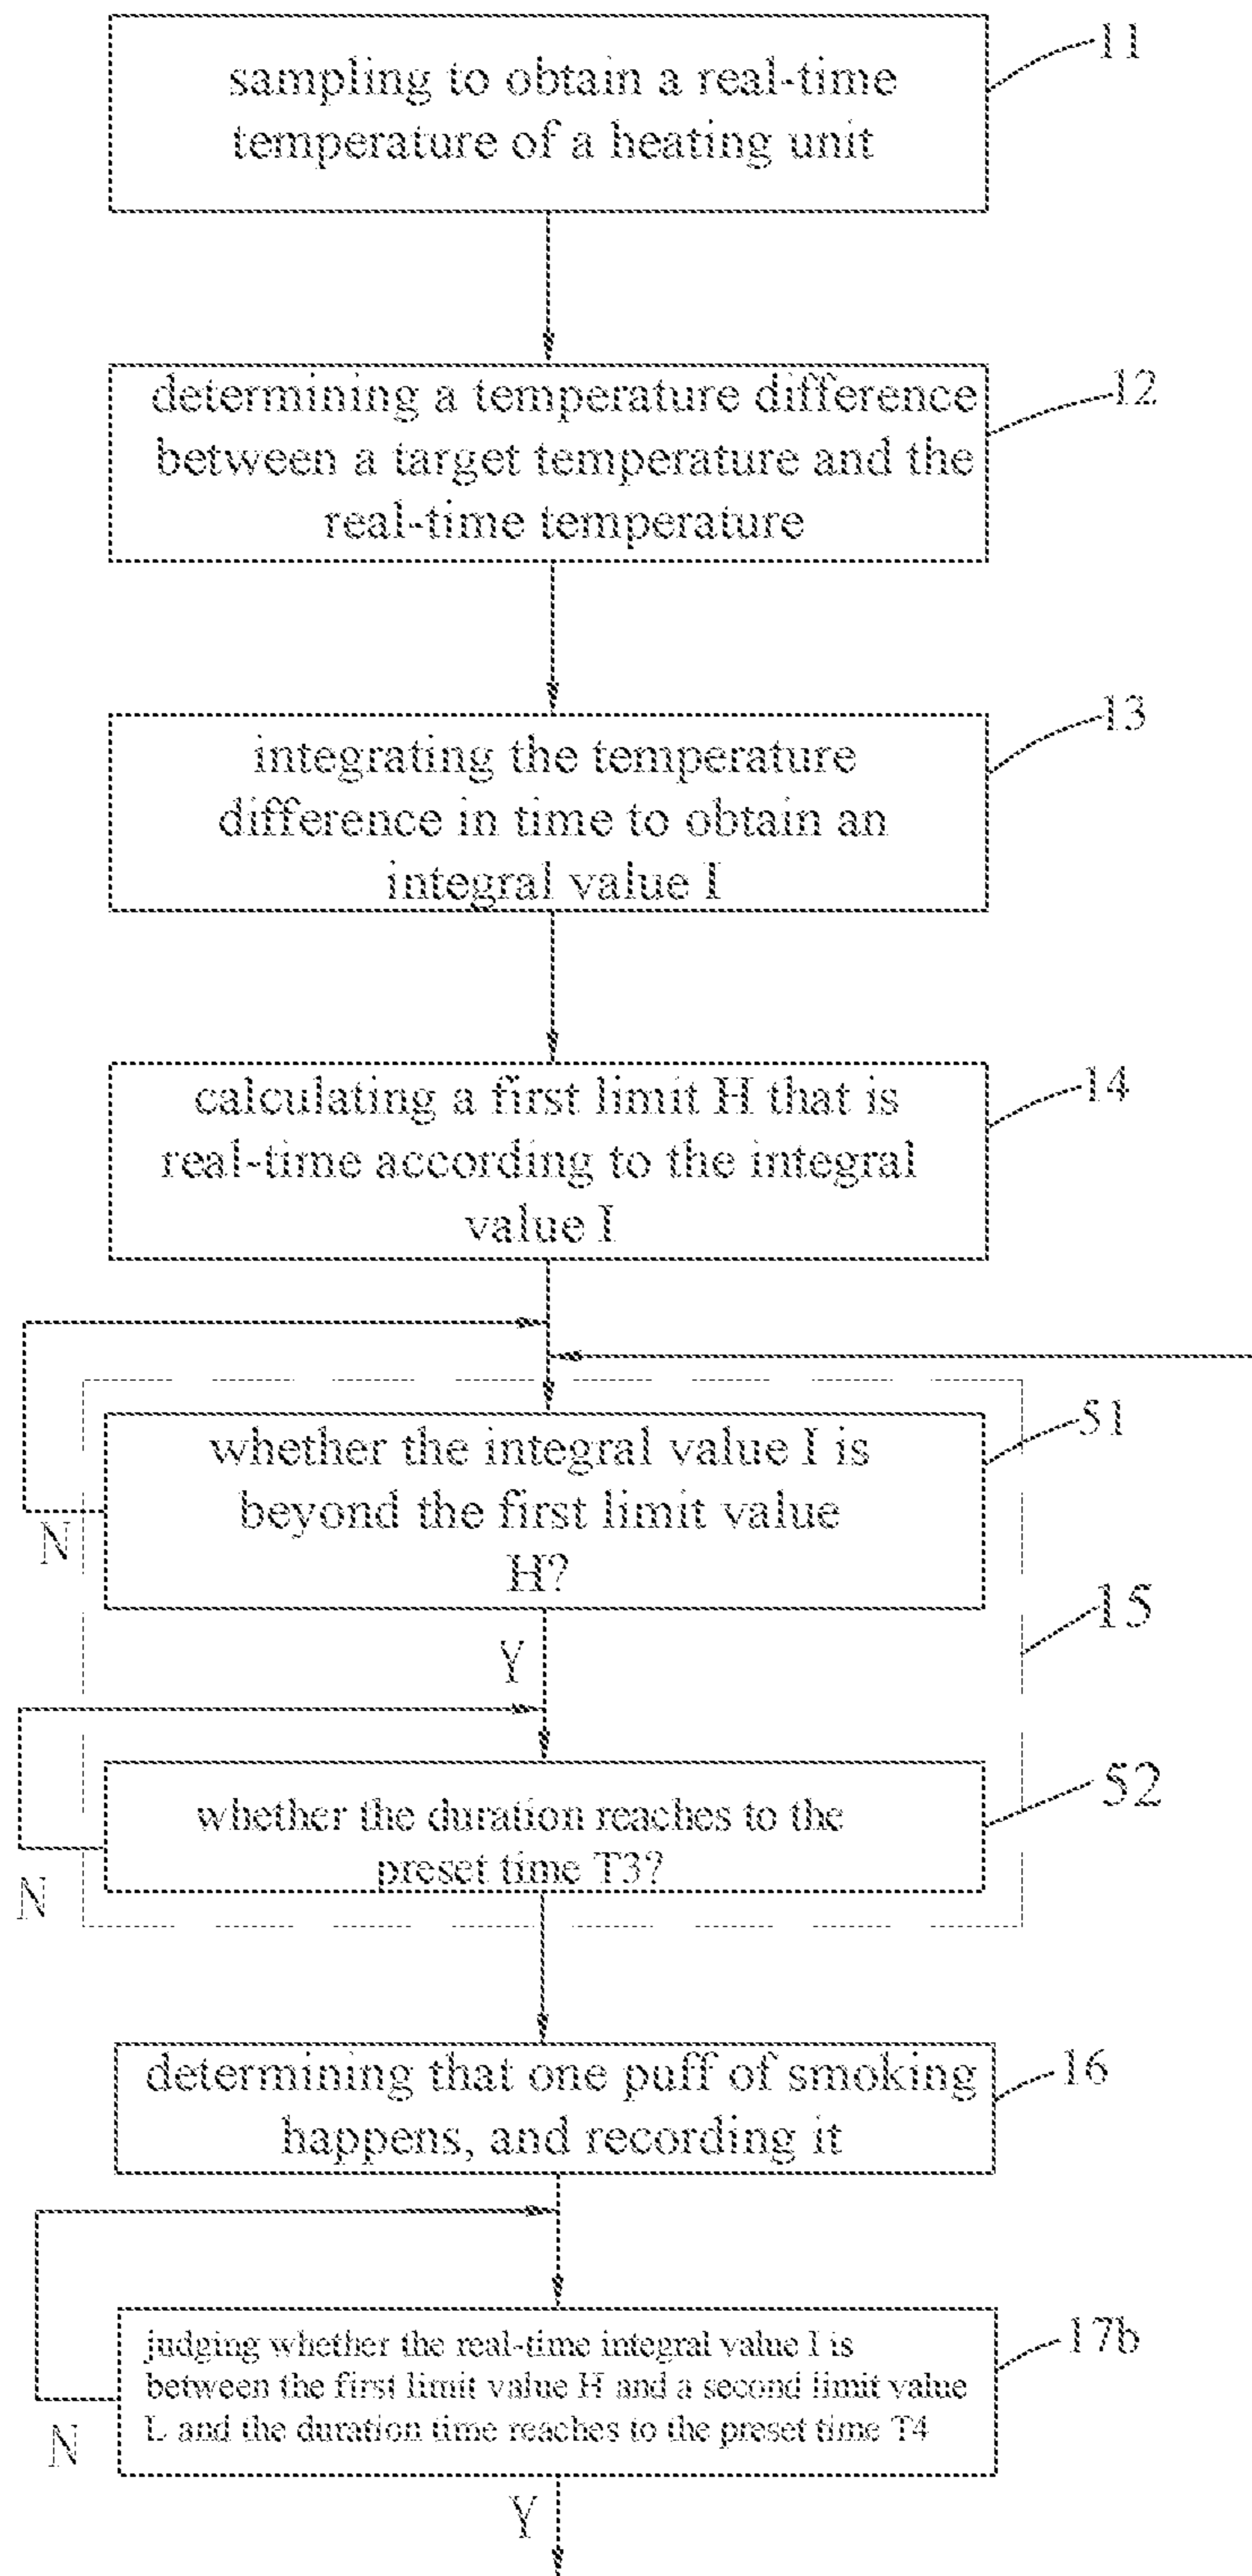 sampling to obtain a real-time
temperature of a heating unit
11
determining a temperature difference
between a target temperature and the
real-time temperature
12
integrating the temperature
difference in time to obtain an
integral value I
13
calculating a first limit H that is
real-time according to the integral
value I
14
whether the integral value I is
beyond the first limit value
H?
51
N
15
Y
whether the duration reaches to the
preset time T3?
52
N
determining that one puff of smoking
happens, and recording it
16
judging whether the real-time integral value I is
between the first limit value H and a second limit value
L and the duration time reaches to the preset time T4
17b
N
Y